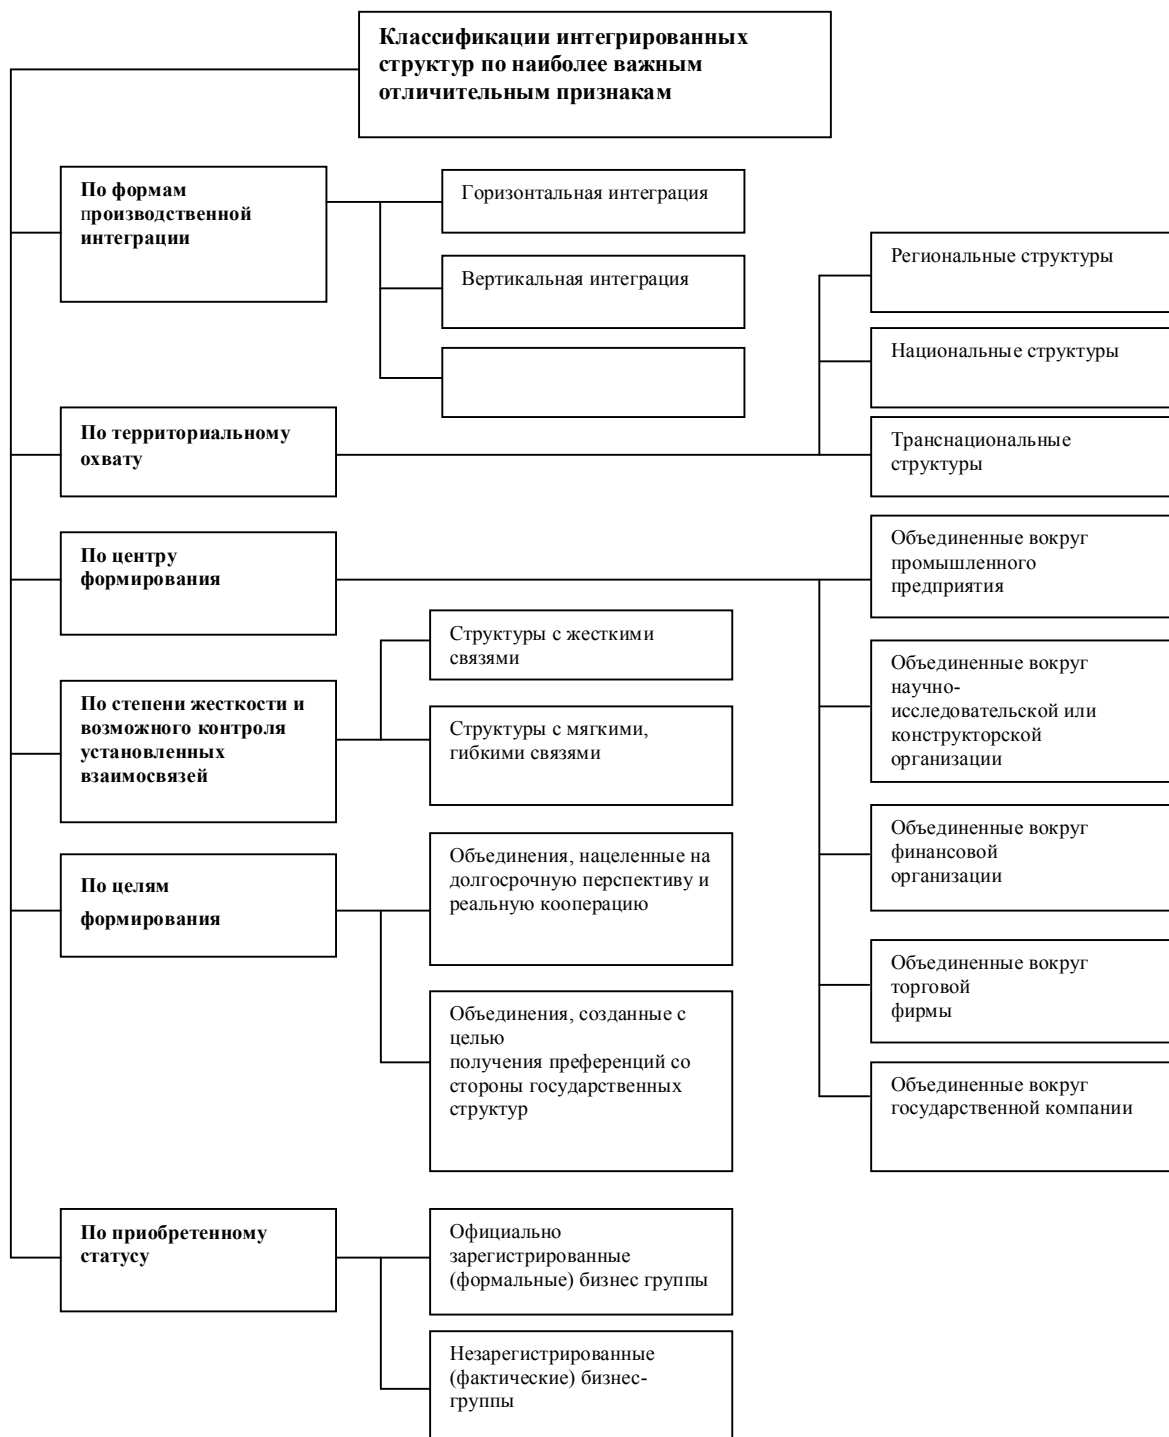 Классификации интегрированных
структур по наиболее важным
отличительным признакам
По формам
производственной
интеграции
Горизонтальная интеграция
Вертикальная интеграция
По территориальному
охвату
Региональные структуры
Национальные структуры
Транснациональные
структуры
По центру
формирования
Объединенные вокруг
промышленного
предприятия
Объединенные вокруг
научно-
исследовательской или
конструкторской
организации
Объединенные вокруг
финансовой
организации
Объединенные вокруг
торговой
фирмы
Объединенные вокруг
государственной компании
По степени жесткости и
возможного контроля
установленных
взаимосвязей
Структуры с жесткими
связями
Структуры с мягкими,
гибкими связями
По целям
формирования
Объединения, нацеленные на
долгосрочную перспективу и
реальную кооперацию
Объединения, созданные с
целью
получения преференций со
стороны государственных
структур
По приобретенному
статусу
Официально
зарегистрированные
(формальные) бизнес группы
Незарегистрированные
(фактические) бизнес-
группы